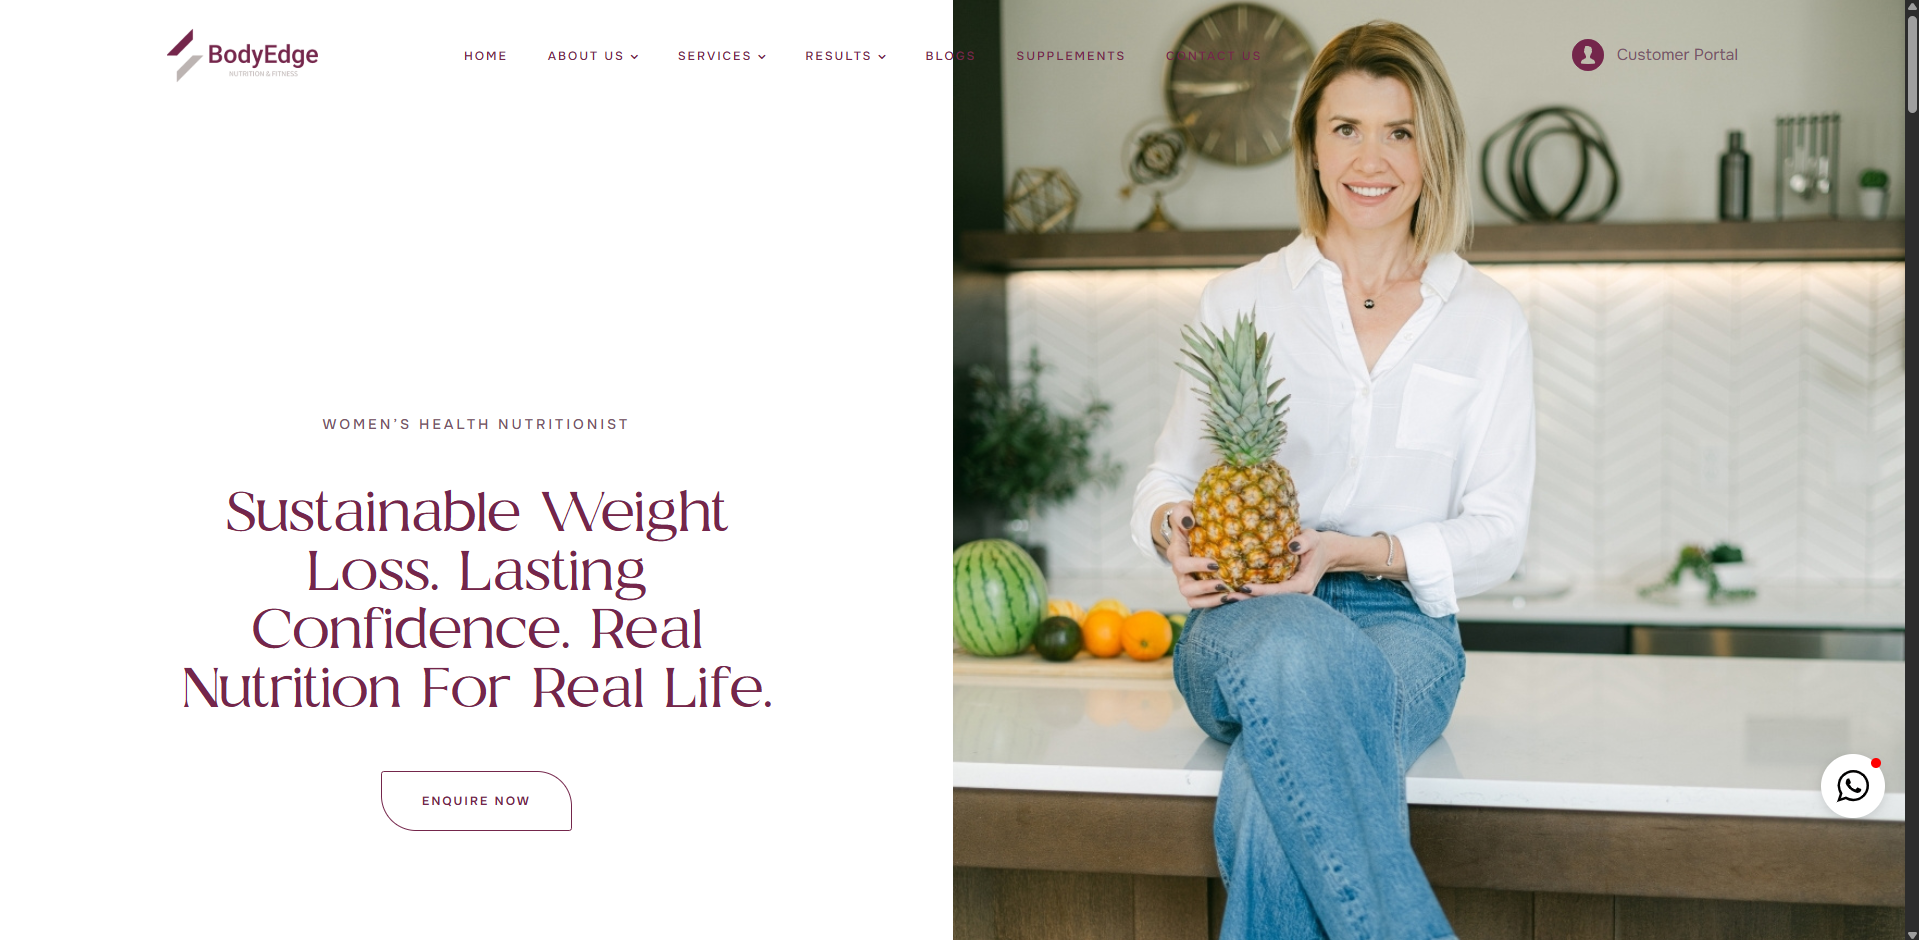 BodyEdge
NUTRITION & FITNESS
HOME
ABOUT US
SERVICES
RESULTS
BLOGS
SUPPLEMENTS
CONTACT US
Customer Portal
WOMEN'S HEALTH NUTRITIONIST
Sustainable Weight
Loss. Lasting
Confidence. Real
Nutrition For Real Life.
ENQUIRE NOW